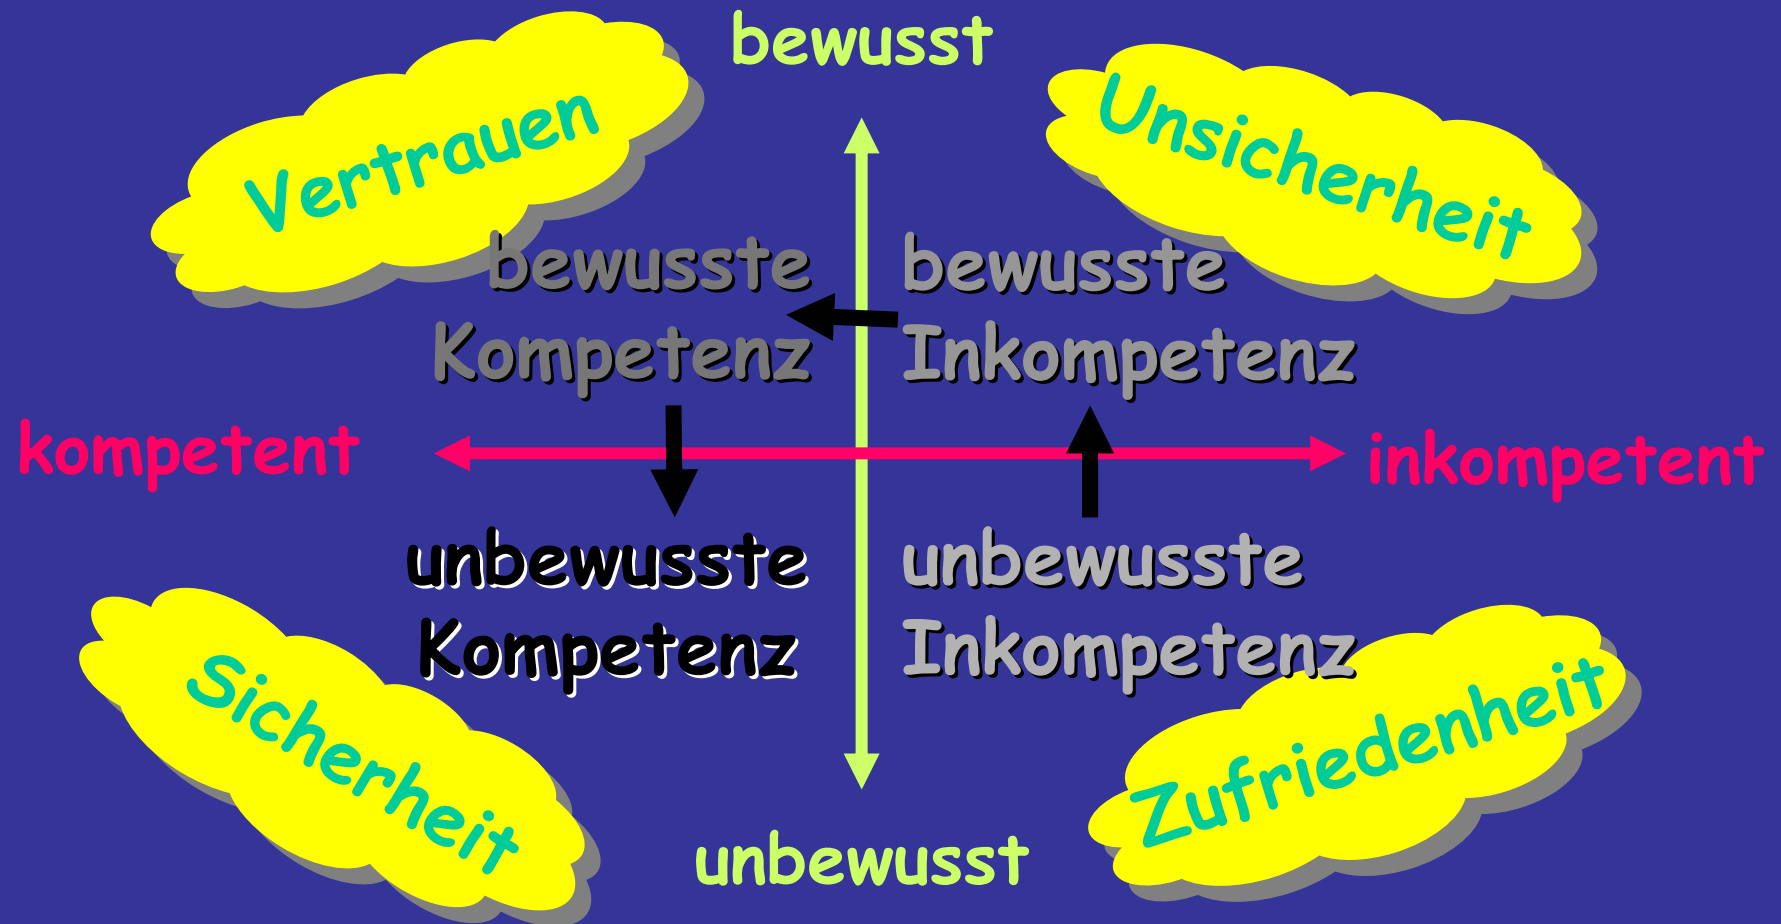 bewusst
Vertrauen
Unsicherheit
bewusste
Kompetenz
bewusste
Inkompetenz
kompetent
inkompetent
unbewusste
Kompetenz
unbewusste
Inkompetenz
Sicherheit
Zufriedenheit
unbewusst